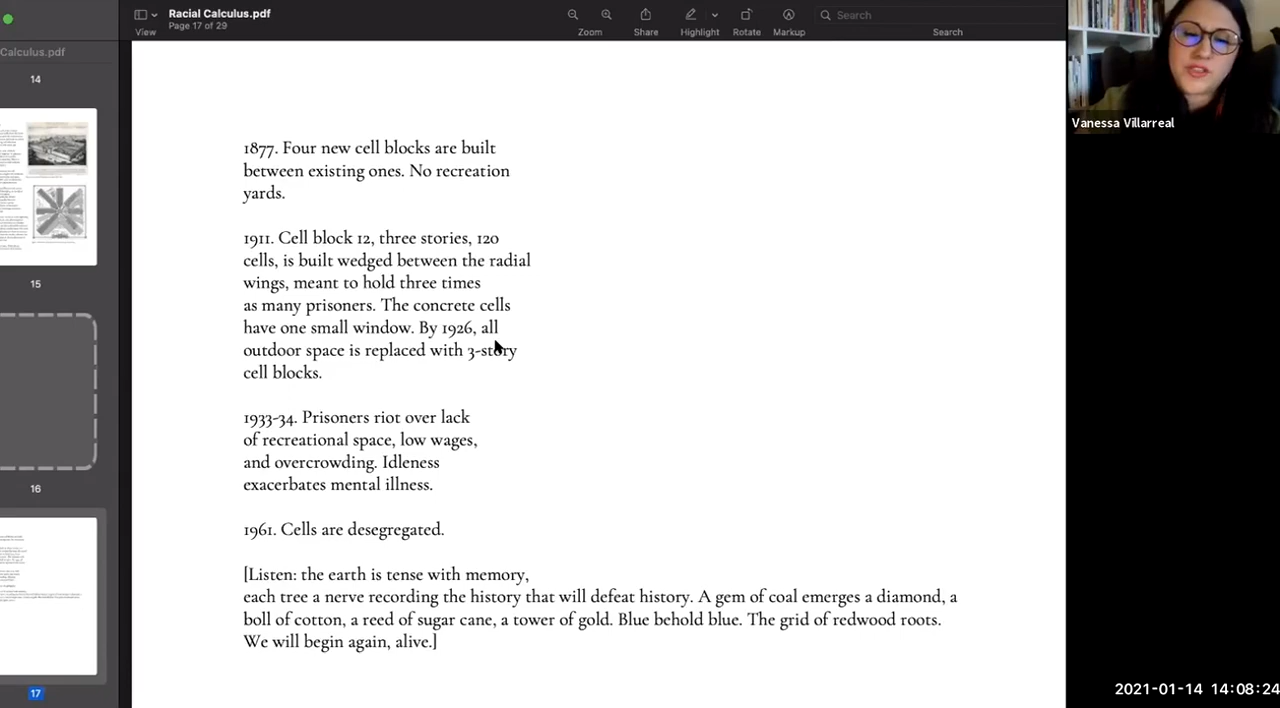 Racial Calculus.pdf
Page 17 of 29
View
Zoom
Share
Highlight
Rotate
Markup
Search
Search
Calculus.pdf
14
15
16
17
1877. Four new cell blocks are built
between existing ones. No recreation
yards.
1911. Cell block 12, three stories, 120
cells, is built wedged between the radial
wings, meant to hold three times
as many prisoners. The concrete cells
have one small window. By 1926, all
outdoor space is replaced with 3-story
cell blocks.
1933-34. Prisoners riot over lack
of recreational space, low wages,
and overcrowding. Idleness
exacerbates mental illness.
1961. Cells are desegregated.
[Listen: the earth is tense with memory,
each tree a nerve recording the history that will defeat history. A gem of coal emerges a diamond, a
boll of cotton, a reed of sugar cane, a tower of gold. Blue behold blue. The grid of redwood roots.
We will begin again, alive.]
Vanessa Villarreal
2021-01-14 14:08:24